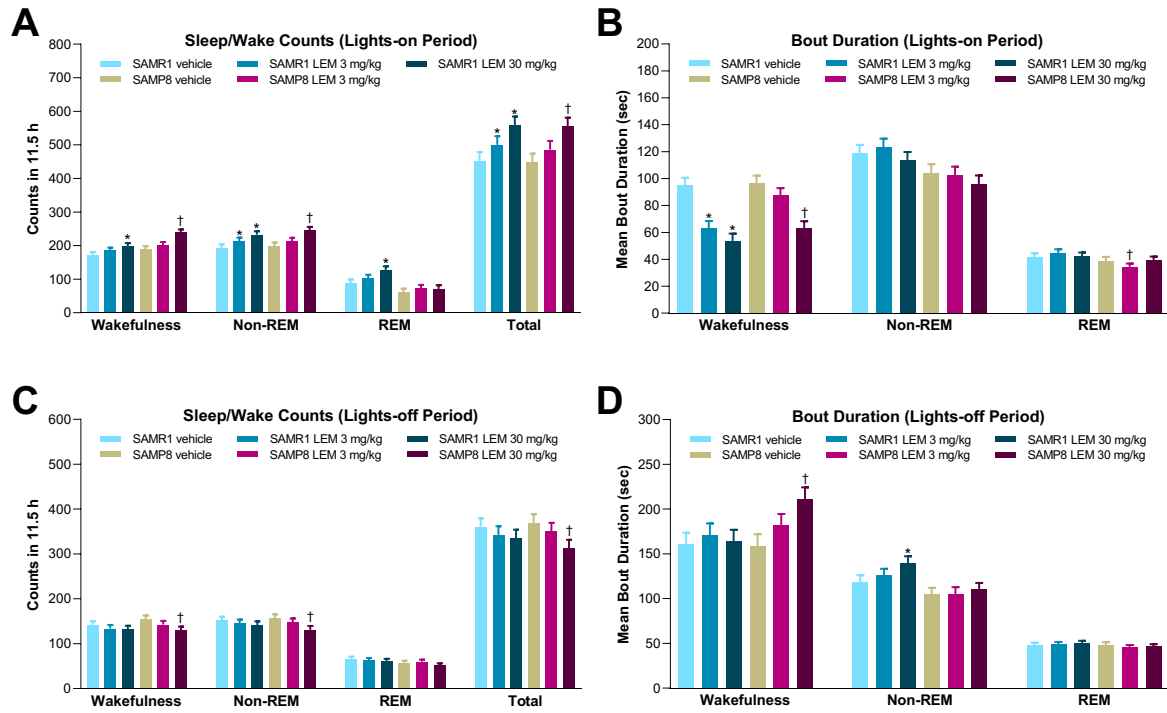 A
Sleep/Wake Counts (Lights-on Period)
SAMR1 vehicle SAMR1 LEM 3 mg/kg SAMR1 LEM 30 mg/kg
SAMP8 vehicle SAMP8 LEM 3 mg/kg
Counts in 11.5 h
800
700
600
500
400
300
200
100
0
* † * * † * * * †
Wakefulness Non-REM REM Total
B
Bout Duration (Lights-on Period)
SAMR1 vehicle SAMR1 LEM 3 mg/kg SAMR1 LEM 30 mg/kg
SAMP8 vehicle SAMP8 LEM 3 mg/kg SAMP8 LEM 30 mg/kg
Mean Bout Duration (sec)
200
180
160
140
120
100
80
60
40
20
0
* * † †
Wakefulness Non-REM REM
C
Sleep/Wake Counts (Lights-off Period)
SAMR1 vehicle SAMR1 LEM 3 mg/kg SAMR1 LEM 30 mg/kg
SAMP8 vehicle SAMP8 LEM 3 mg/kg SAMP8 LEM 30 mg/kg
Counts in 11.5 h
600
500
400
300
200
100
0
† † †
Wakefulness Non-REM REM Total
D
Bout Duration (Lights-off Period)
SAMR1 vehicle SAMR1 LEM 3 mg/kg SAMR1 LEM 30 mg/kg
SAMP8 vehicle SAMP8 LEM 3 mg/kg SAMP8 LEM 30 mg/kg
Mean Bout Duration (sec)
300
250
200
150
100
50
0
† *
Wakefulness Non-REM REM